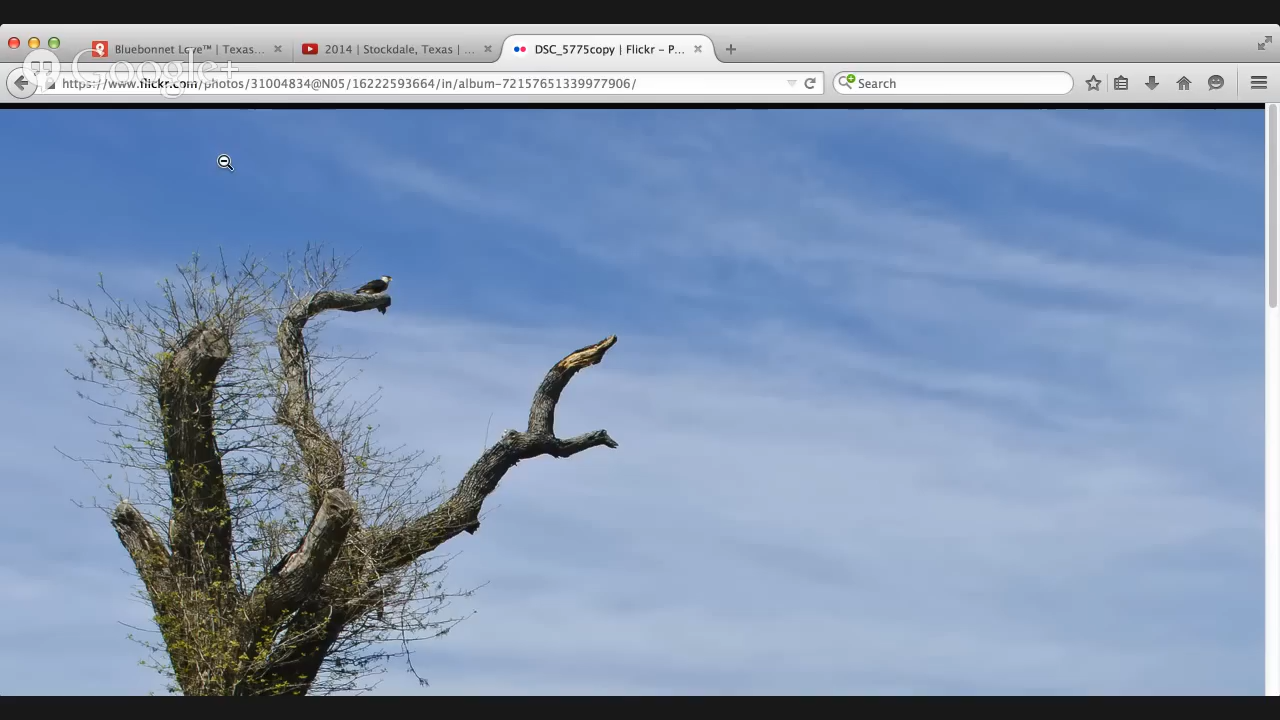 Bluebonnet Love™ | Texas...
2014 | Stockdale, Texas | ...
DSC_5775copy | Flickr – P...
Google+
https://www.flickr.com/photos/31004834@N05/16222593664/in/album-72157651339977906/
Search